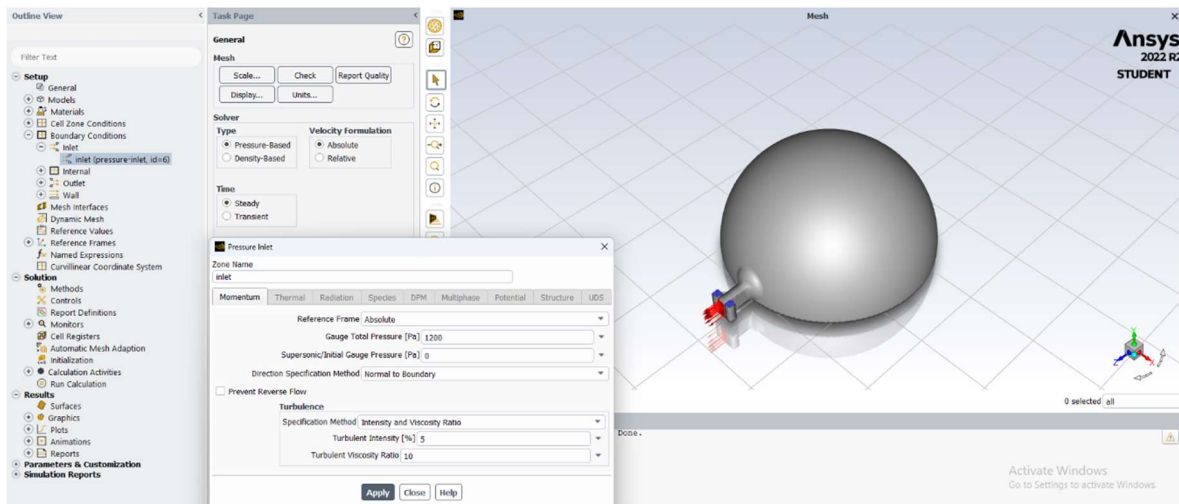 Outline View
Filter Text
Setup
General
Models
Materials
Cell Zone Conditions
Boundary Conditions
Inlet
inlet (pressure-inlet, id=6)
Internal
Outlet
Wall
Mesh Interfaces
Dynamic Mesh
Reference Values
Reference Frames
Named Expressions
Curvilinear Coordinate System
Solution
Methods
Controls
Report Definitions
Monitors
Cell Registers
Automatic Mesh Adaption
Initialization
Calculation Activities
Run Calculation
Results
Surfaces
Graphics
Plots
Animations
Reports
Parameters & Customization
Simulation Reports
Task Page
General
Mesh
Scale... Check Report Quality
Display... Units...
Solver
Type Velocity Formulation
Pressure-Based Absolute
Density-Based Relative
Time
Steady
Transient
Pressure Inlet
Zone Name
inlet
Momentum Thermal Radiation Species DPM Multiphase Potential Structure UDS
Reference Frame Absolute
Gauge Total Pressure [Pa] 1200
Supersonic/Initial Gauge Pressure [Pa] 0
Direction Specification Method Normal to Boundary
Prevent Reverse Flow
Turbulence
Specification Method Intensity and Viscosity Ratio
Turbulent Intensity [%] 5
Turbulent Viscosity Ratio 10
Apply Close Help
Mesh
Ansys
2022 R2
STUDENT
Y
Z X
0 selected all
Done.
Activate Windows
Go to Settings to activate Windows.